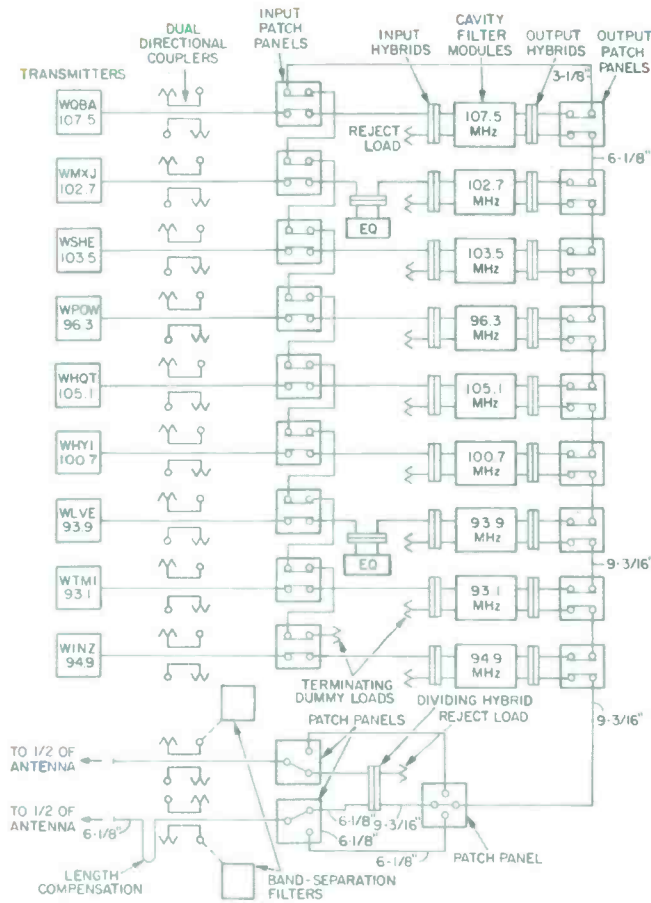 INPUT
PATCH
PANELS
DUAL
DIRECTIONAL
COUPLERS
INPUT
HYBRIDS
CAVITY
FILTER
MODULES
OUTPUT
HYBRIDS
OUTPUT
PATCH
PANELS
TRANSMITTERS
3-1/8"
WQBA
107.5
REJECT
LOAD
107.5
MHz
6-1/8"
WMXJ
102.7
EQ
102.7
MHz
WSHE
103.5
103.5
MHz
WPOW
96.3
96.3
MHz
WHQT
105.1
105.1
MHz
WHYI
100.7
100.7
MHz
WLVE
93.9
EQ
93.9
MHz
9-3/16"
WTMI
93.1
93.1
MHz
WINZ
94.9
94.9
MHz
TERMINATING
DUMMY LOADS
DIVIDING HYBRID
PATCH PANELS
REJECT LOAD
9-3/16"
TO 1/2 OF
ANTENNA
TO 1/2 OF
ANTENNA
6-1/8"
6-1/8"
9-3/16"
6-1/8"
6-1/8"
PATCH PANEL
LENGTH
COMPENSATION
BAND-SEPARATION
FILTERS